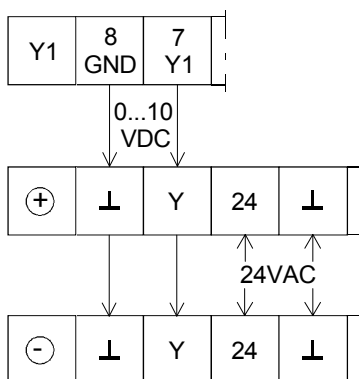 Y1 8 7
GND Y1
0...10
VDC
+ ⊥ Y 24 ⊥
24VAC
- ⊥ Y 24 ⊥